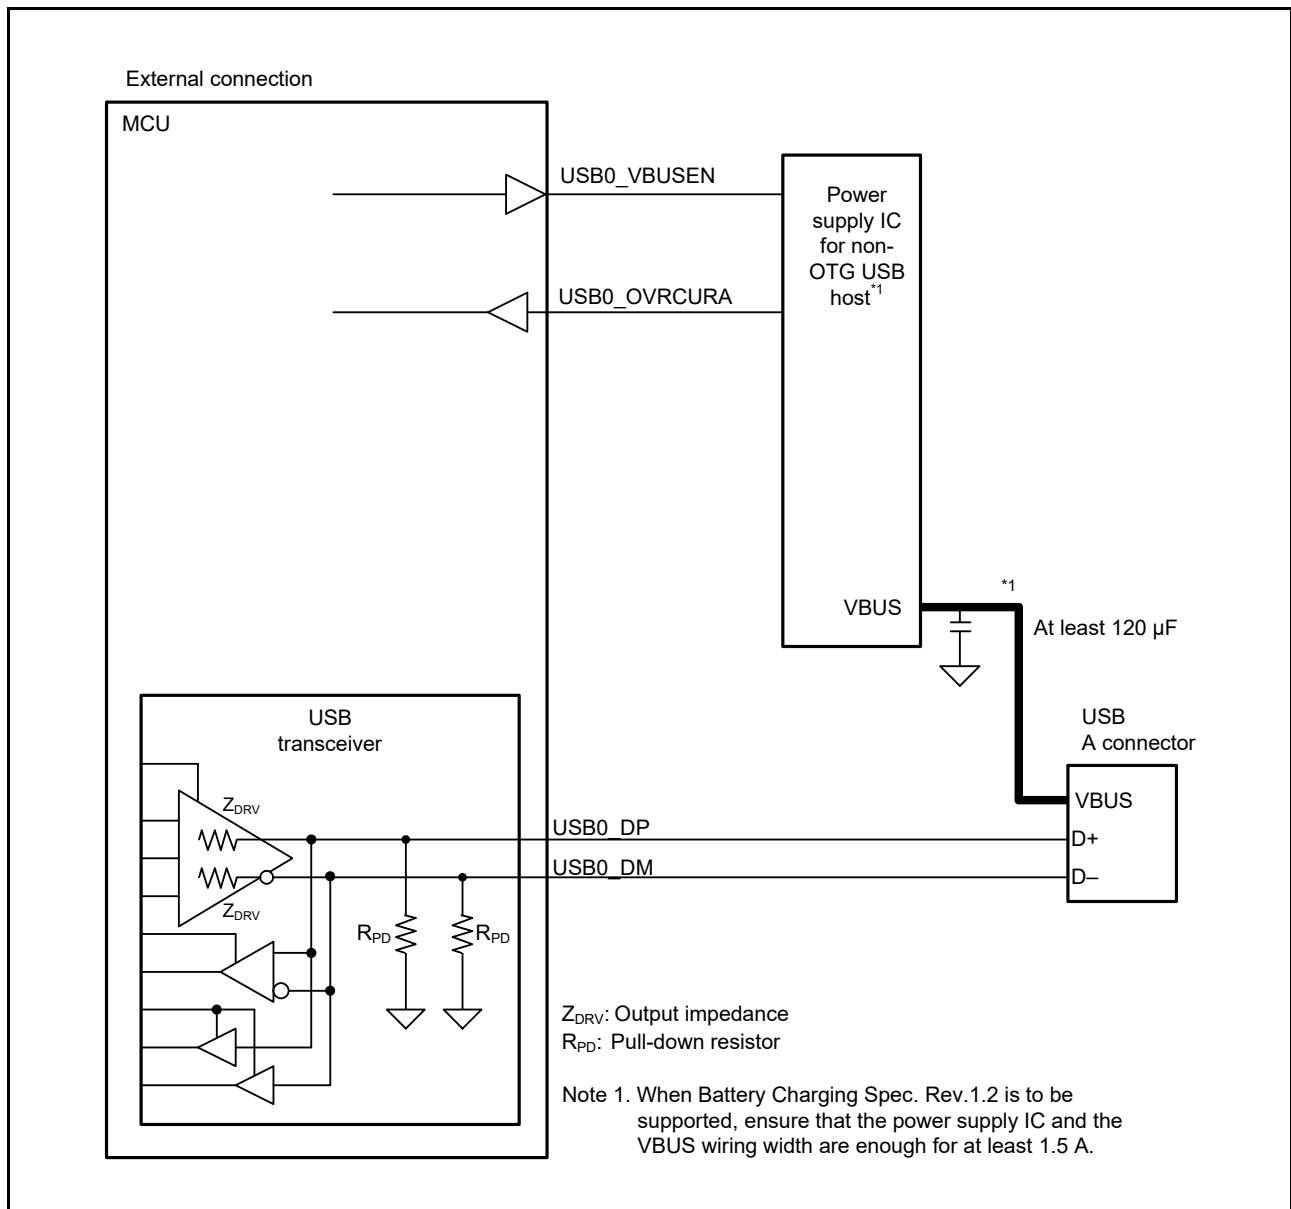 External connection
MCU
USB0_VBUSEN
Power
supply IC
for non-
OTG USB
host*1
USB0_OVRCURA
VBUS
*1
At least 120 µF
USB
A connector
VBUS
D+
D–
USB
transceiver
ZDRV
ZDRV
USB0_DP
USB0_DM
RPD
RPD
ZDRV: Output impedance
RPD: Pull-down resistor
Note 1. When Battery Charging Spec. Rev.1.2 is to be
supported, ensure that the power supply IC and the
VBUS wiring width are enough for at least 1.5 A.